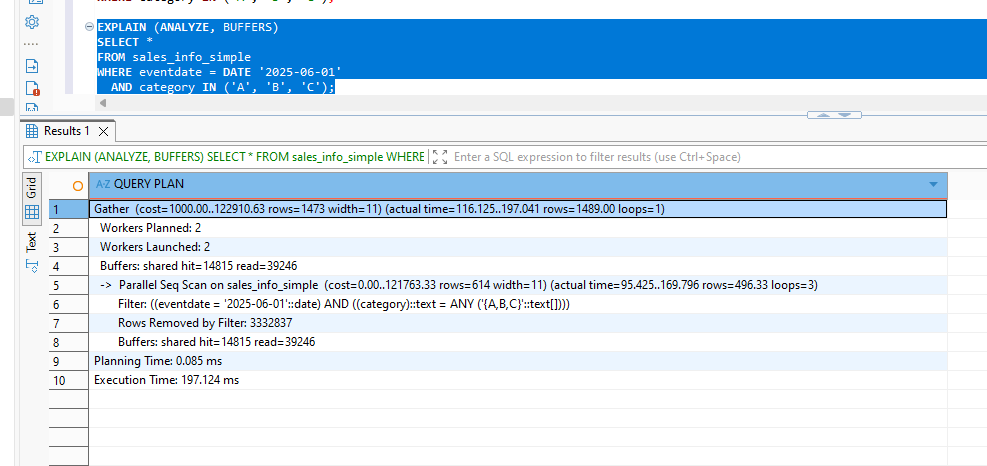 EXPLAIN (ANALYZE, BUFFERS)
SELECT *
FROM sales_info_simple
WHERE eventdate = DATE '2025-06-01'
AND category IN ('A', 'B', 'C');
Results 1
EXPLAIN (ANALYZE, BUFFERS) SELECT * FROM sales_info_simple WHERE
Enter a SQL expression to filter results (use Ctrl+Space)
Grid
Text
A-Z QUERY PLAN
1 Gather (cost=1000.00..122910.63 rows=1473 width=11) (actual time=116.125..197.041 rows=1489.00 loops=1)
2 Workers Planned: 2
3 Workers Launched: 2
4 Buffers: shared hit=14815 read=39246
5 -> Parallel Seq Scan on sales_info_simple (cost=0.00..121763.33 rows=614 width=11) (actual time=95.425..169.796 rows=496.33 loops=3)
6 Filter: ((eventdate = '2025-06-01'::date) AND ((category)::text = ANY ('{A,B,C}'::text[])))
7 Rows Removed by Filter: 3332837
8 Buffers: shared hit=14815 read=39246
9 Planning Time: 0.085 ms
10 Execution Time: 197.124 ms